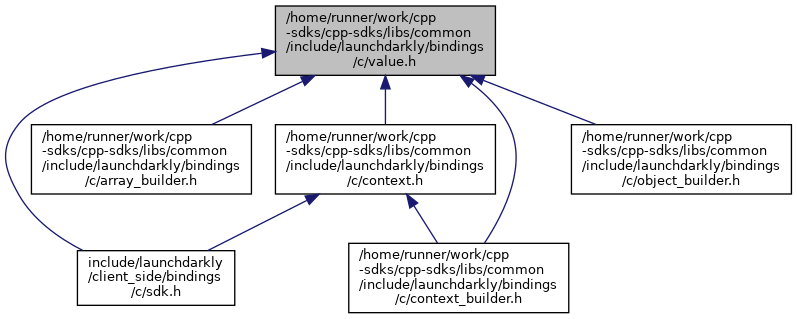 /home/runner/work/cpp
-sdks/cpp-sdks/libs/common
/include/launchdarkly/bindings
/c/value.h
/home/runner/work/cpp
-sdks/cpp-sdks/libs/common
/include/launchdarkly/bindings
/c/array_builder.h
/home/runner/work/cpp
-sdks/cpp-sdks/libs/common
/include/launchdarkly/bindings
/c/context.h
/home/runner/work/cpp
-sdks/cpp-sdks/libs/common
/include/launchdarkly/bindings
/c/object_builder.h
include/launchdarkly
/client_side/bindings
/c/sdk.h
/home/runner/work/cpp
-sdks/cpp-sdks/libs/common
/include/launchdarkly/bindings
/c/context_builder.h